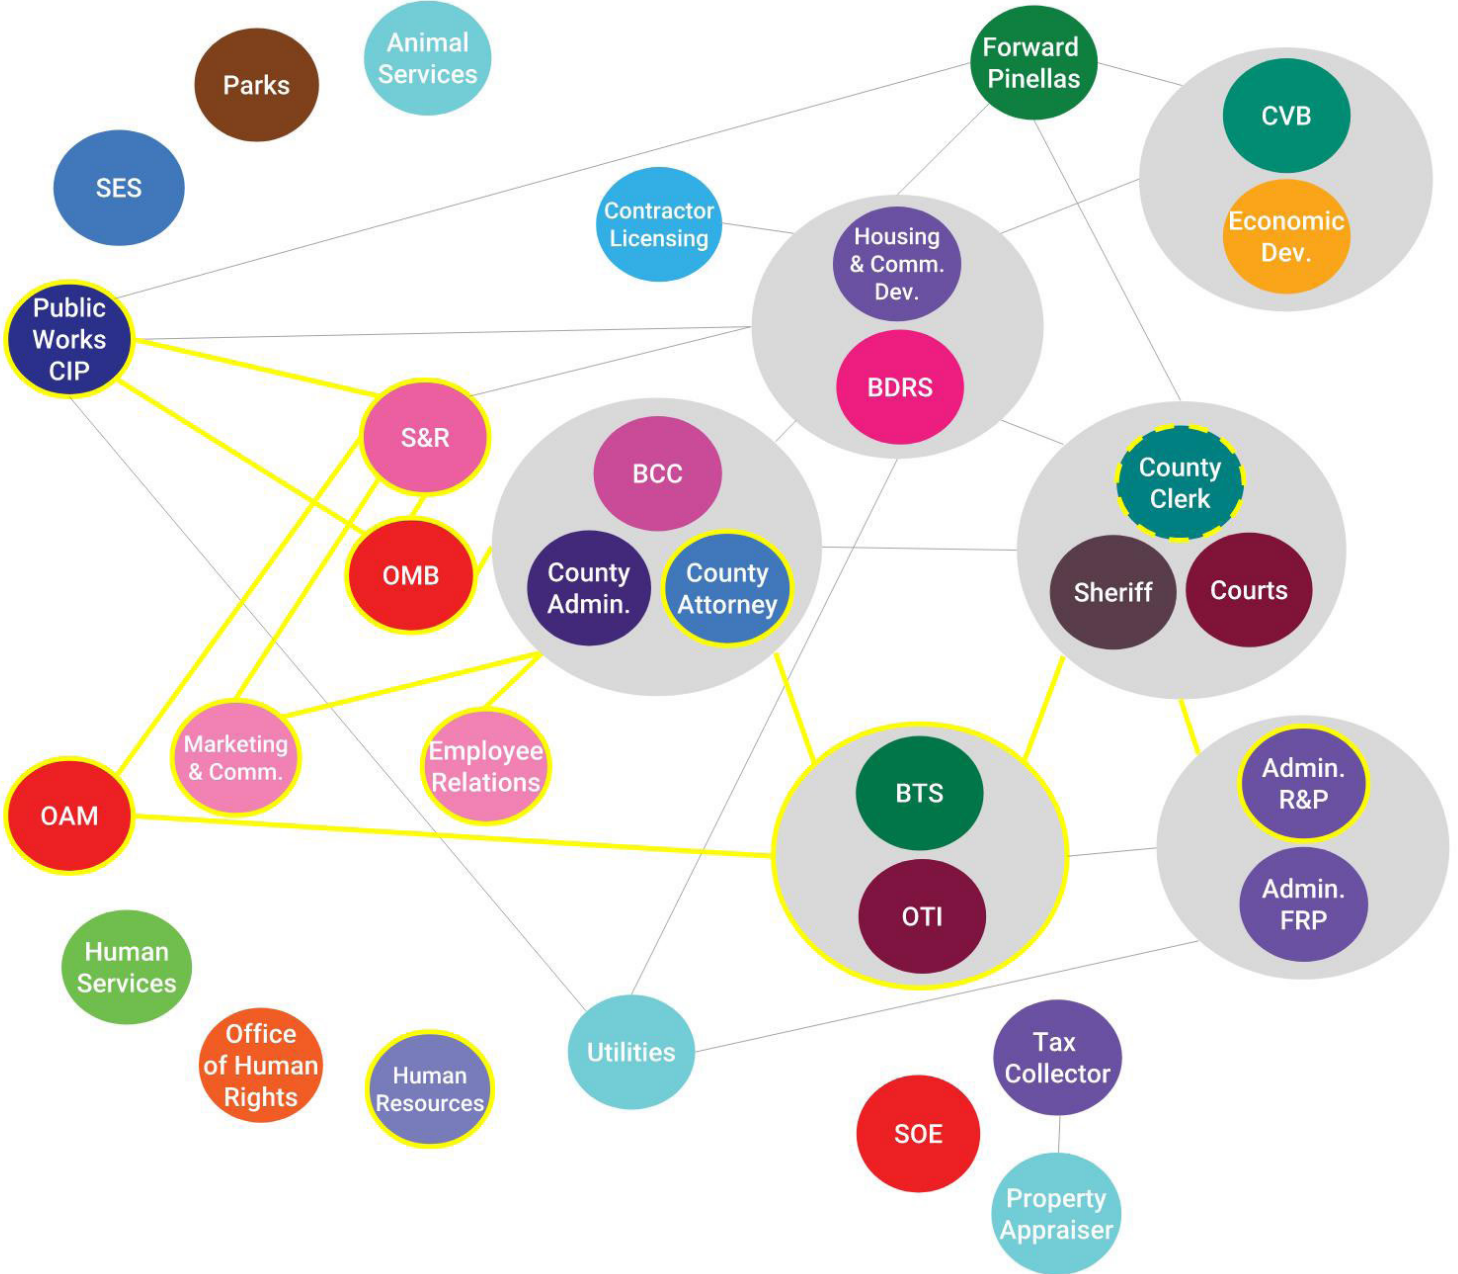 Animal
Services
Parks
Forward
Pinellas
CVB
SES
Contractor
Licensing
Housing
& Comm.
Dev.
Economic
Dev.
Public
Works
CIP
BDRS
S&R
BCC
County
Clerk
OMB
County
Admin.
County
Attorney
Sheriff
Courts
Marketing
& Comm.
Employee
Relations
BTS
Admin.
R&P
OAM
OTI
Admin.
FRP
Human
Services
Office
of Human
Rights
Human
Resources
Utilities
Tax
Collector
SOE
Property
Appraiser